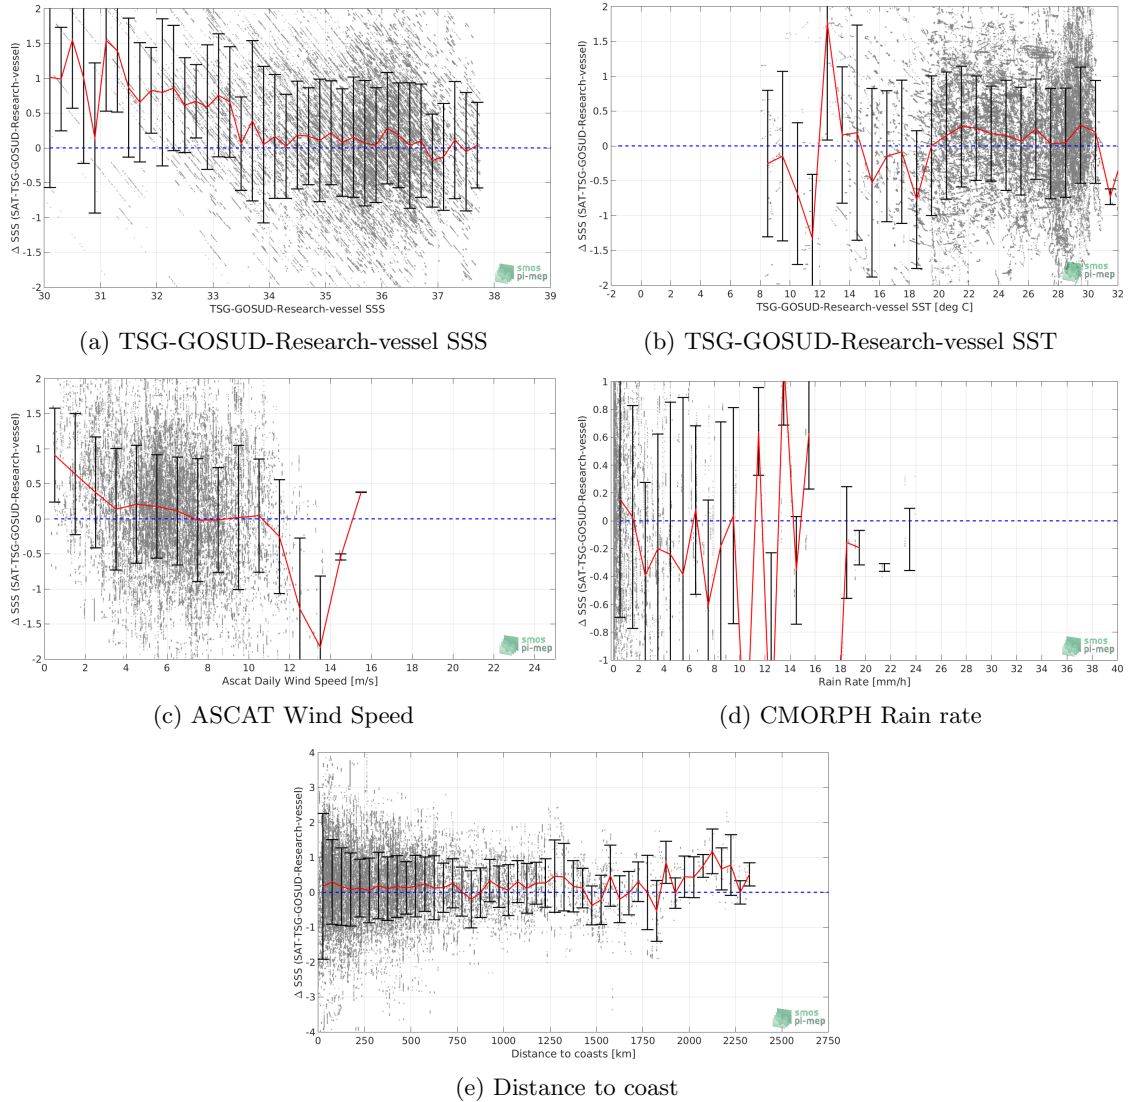 Δ SSS (SAT-TSG-GOSUD-Research-vessel)
2
1.5
1
0.5
0
-0.5
-1
-1.5
-2
30 31 32 33 34 35 36 37 38 39
TSG-GOSUD-Research-vessel SSS
smos
pi-mep
(a) TSG-GOSUD-Research-vessel SSS
Δ SSS (SAT-TSG-GOSUD-Research-vessel)
2
1.5
1
0.5
0
-0.5
-1
-1.5
-2
-2 0 2 4 6 8 10 12 14 16 18 20 22 24 26 28 30 32
TSG-GOSUD-Research-vessel SST [deg C]
smos
pi-mep
(b) TSG-GOSUD-Research-vessel SST
Δ SSS (SAT-TSG-GOSUD-Research-vessel)
2
1.5
1
0.5
0
-0.5
-1
-1.5
-2
0 2 4 6 8 10 12 14 16 18 20 22 24
Ascat Daily Wind Speed [m/s]
smos
pi-mep
(c) ASCAT Wind Speed
Δ SSS (SAT-TSG-GOSUD-Research-vessel)
1
0.8
0.6
0.4
0.2
0
-0.2
-0.4
-0.6
-0.8
-1
0 2 4 6 8 10 12 14 16 18 20 22 24 26 28 30 32 34 36 38 40
Rain Rate [mm/h]
smos
pi-mep
(d) CMORPH Rain rate
Δ SSS (SAT-TSG-GOSUD-Research-vessel)
4
3
2
1
0
-1
-2
-3
-4
0 250 500 750 1000 1250 1500 1750 2000 2250 2500 2750
Distance to coasts [km]
smos
pi-mep
(e) Distance to coast